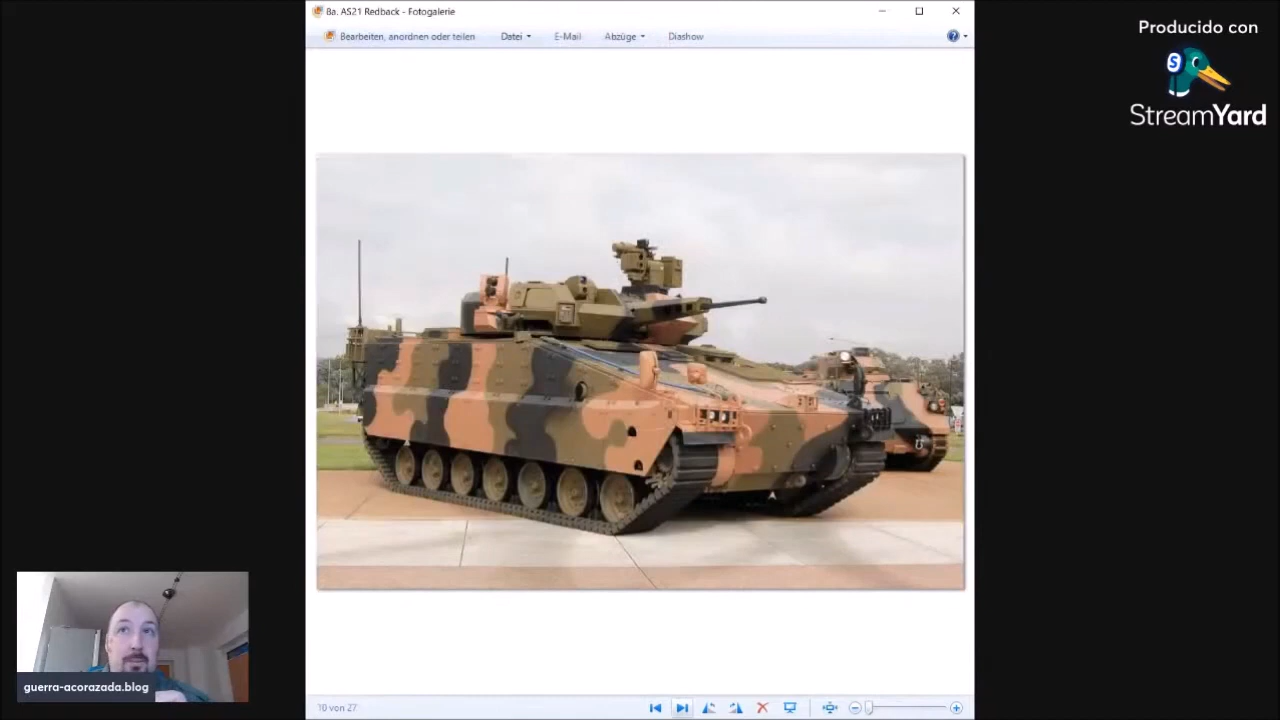 8a. AS21 Redback - Fotogalerie
Bearbeiten, anordnen oder teilen Datei E-Mail Abzüge Diashow
Producido con
StreamYard
guerra-acorazada.blog
10 von 27